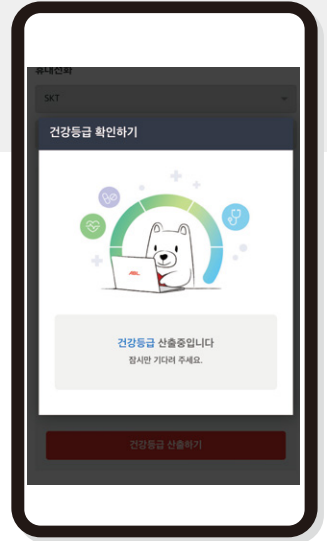 휴대전화
SKT
건강등급 확인하기
건강등급 산출중입니다
잠시만 기다려 주세요.
건강등급 산출하기